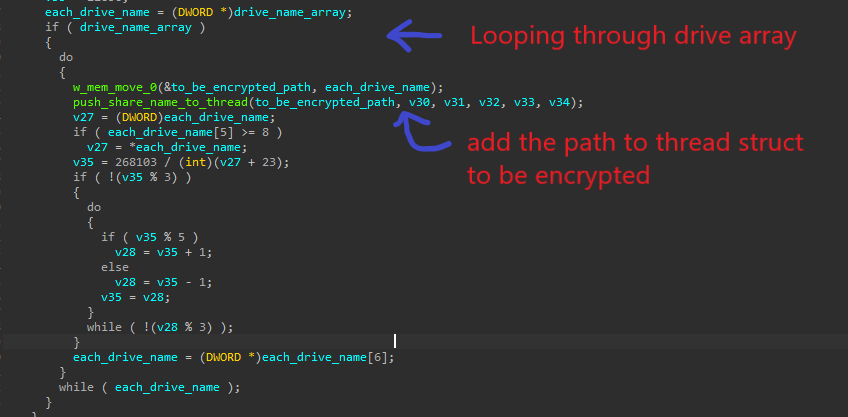 each_drive_name = (DWORD *)drive_name_array;
if ( drive_name_array )
Looping through drive array
{
do
{
w_mem_move_0(&to_be_encrypted_path, each_drive_name);
push_share_name_to_thread(to_be_encrypted_path, v30, v31, v32, v33, v34);
v27 = (DWORD)each_drive_name;
if ( each_drive_name[5] >= 8 )
add the path to thread struct
v27 = *each_drive_name;
v35 = 268103 / (int)(v27 + 23);
to be encrypted
if ( !(v35 % 3) )
{
do
{
if ( v35 % 5 )
v28 = v35 + 1;
else
v28 = v35 - 1;
v35 = v28;
}
while ( !(v28 % 3) );
}
each_drive_name = (DWORD *)each_drive_name[6];
}
while ( each_drive_name );
}